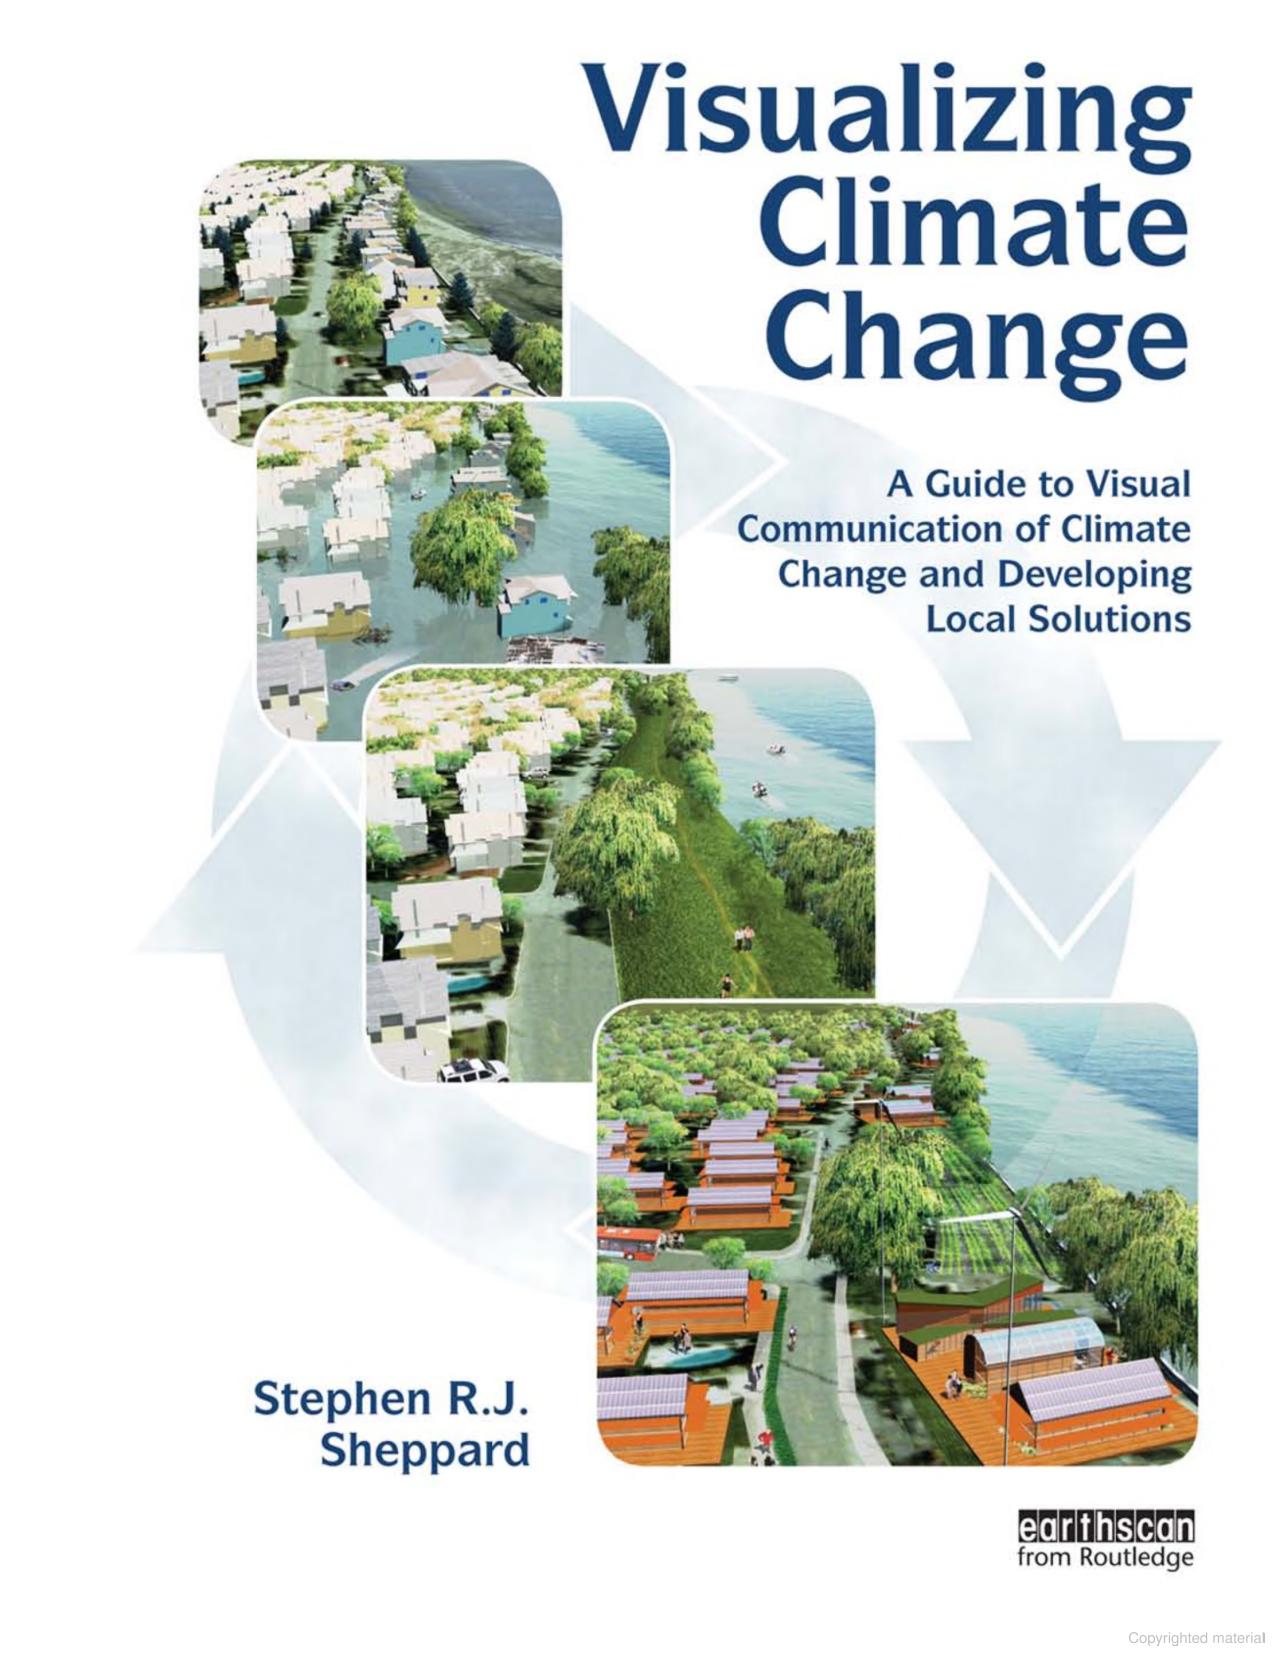 Visualizing
Climate
Change
A Guide to Visual
Communication of Climate
Change and Developing
Local Solutions
Stephen R.J.
Sheppard
earthscan
from Routledge
Copyrighted material